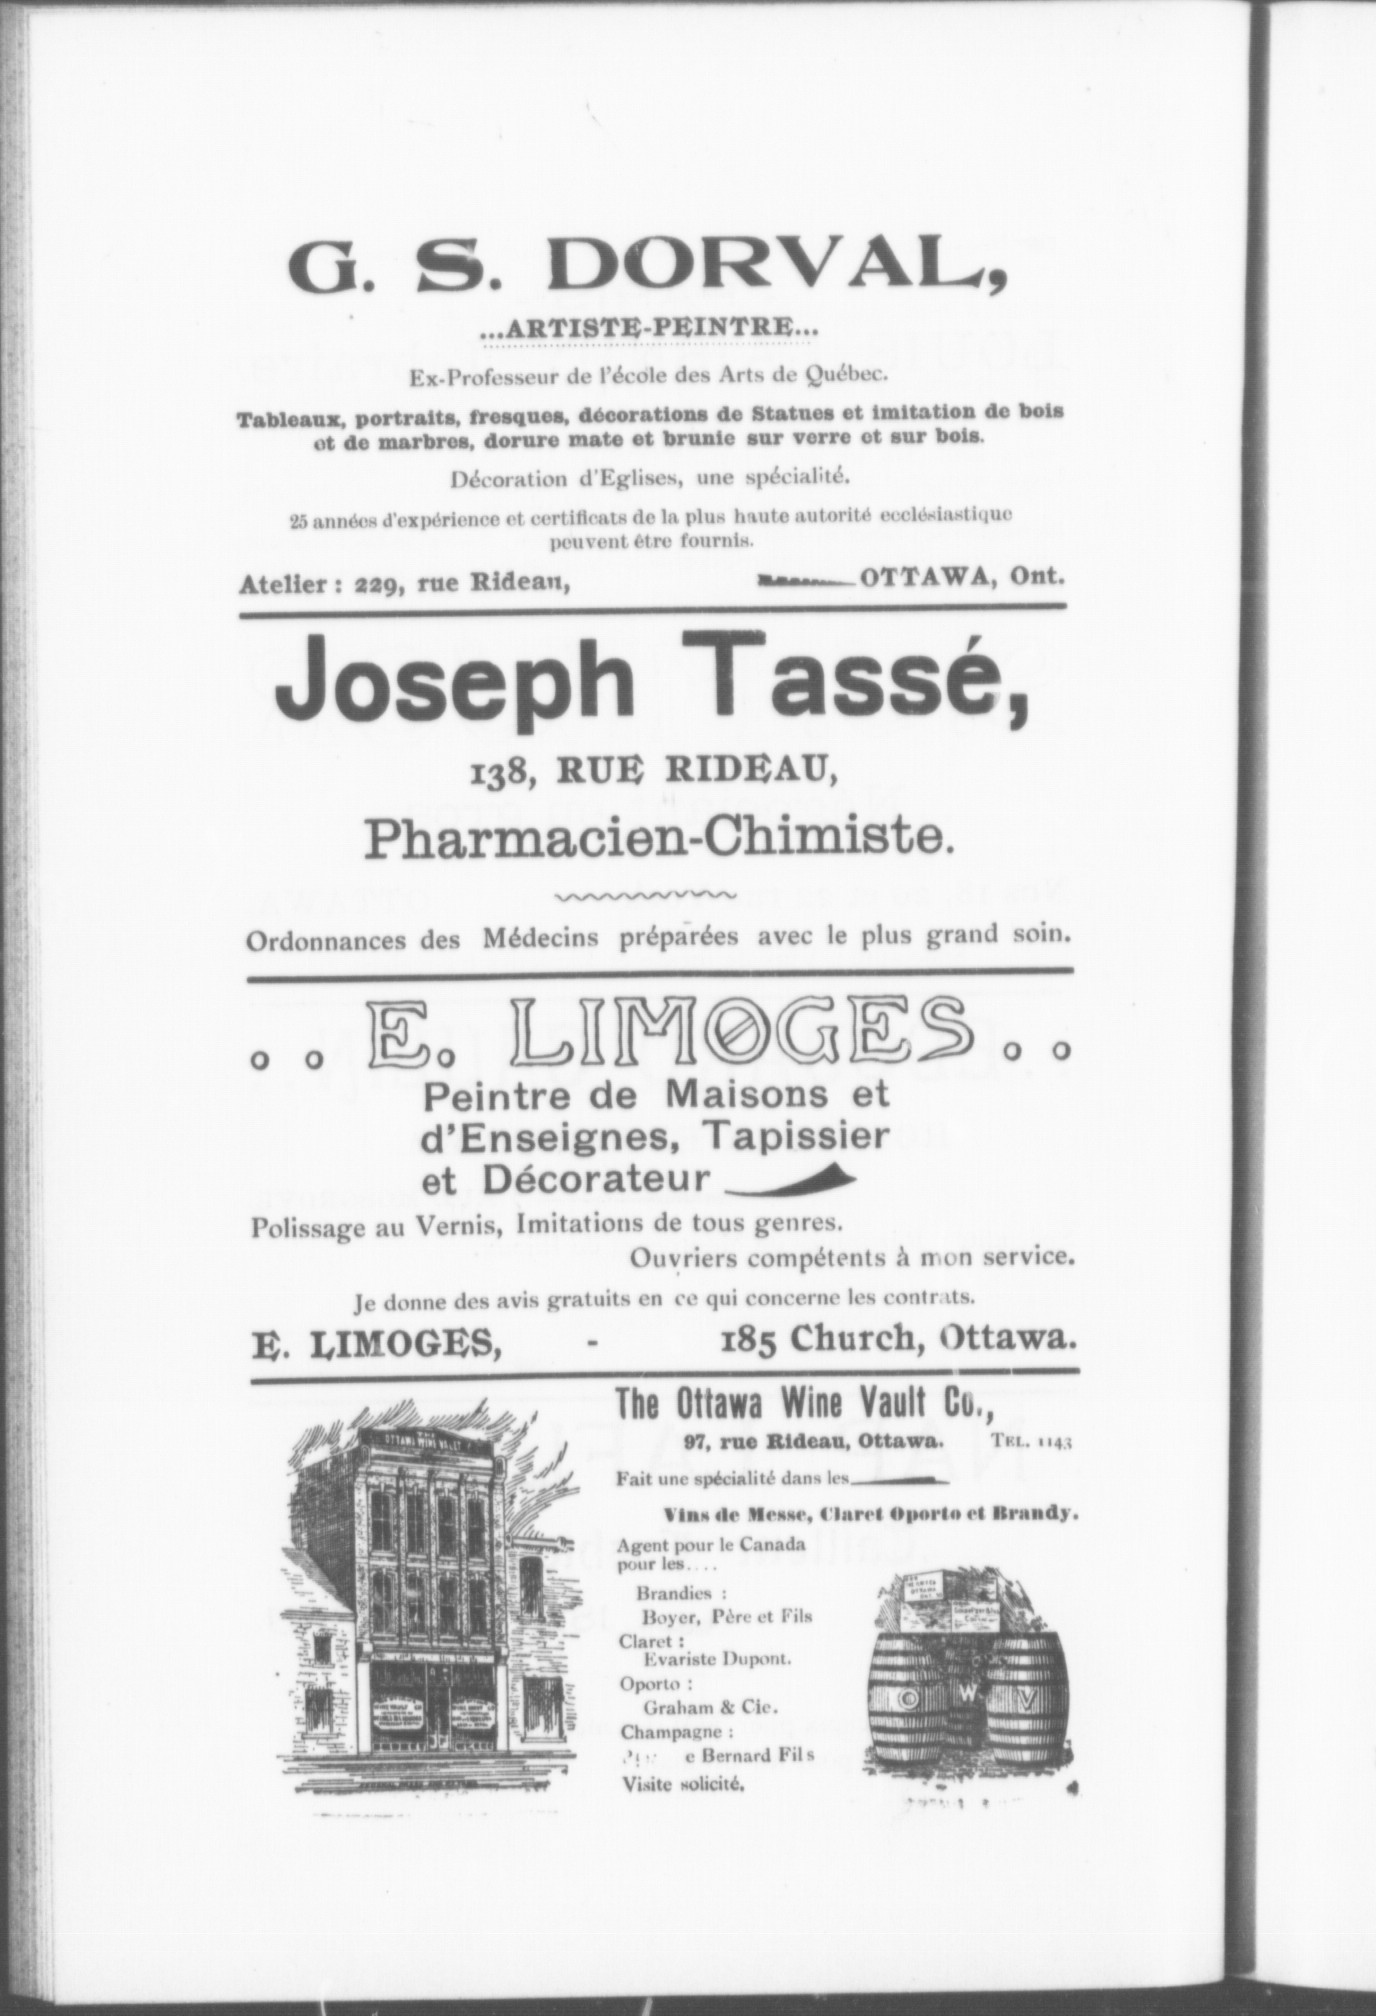 G. S. DORVAL,
...ARTISTE-PEINTRE...
Ex-Professeur de l'école des Arts de Québec.
Tableaux, portraits, fresques, décorations de Statues et imitation de bois
et de marbres, dorure mate et brunie sur verre et sur bois.
Décoration d'Eglises, une spécialité.
25 années d'expérience et certificats de la plus haute autorité ecclésiastique
peuvent être fournis.
Atelier : 229, rue Rideau, OTTAWA, Ont.
Joseph Tassé,
138, RUE RIDEAU,
Pharmacien-Chimiste.
Ordonnances des Médecins préparées avec le plus grand soin.
. . E. LIMOGES . .
Peintre de Maisons et
d'Enseignes, Tapissier
et Décorateur
Polissage au Vernis, Imitations de tous genres.
Ouvriers compétents à mon service.
Je donne des avis gratuits en ce qui concerne les contrats.
E. LIMOGES, - 185 Church, Ottawa.
The Ottawa Wine Vault Co.,
97, rue Rideau, Ottawa. TEL. 1143
Fait une spécialité dans les
Vins de Messe, Claret Oporto et Brandy.
Agent pour le Canada
pour les....
Brandies :
Boyer, Père et Fils
Claret :
Evariste Dupont.
Oporto :
Graham & Cie.
Champagne :
e Bernard Fils
Visite solicité.
THE
OTTAWA WINE VAULT
O W V